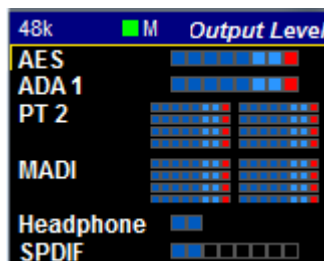 48k M Output Level
AES
ADA 1
PT 2
MADI
Headphone
SPDIF